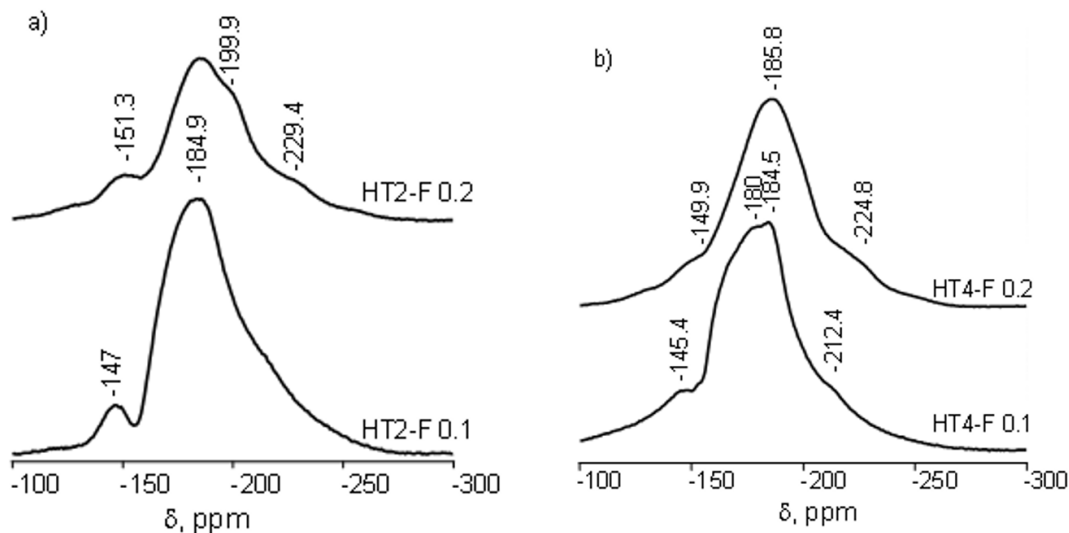 a)
-151.3
-199.9
-184.9
-229.4
HT2-F 0.2
-147
HT2-F 0.1
-100
-150
-200
-250
-300
δ, ppm
b)
-185.8
-149.9
-180
-184.5
-224.8
HT4-F 0.2
-145.4
-212.4
HT4-F 0.1
-100
-150
-200
-250
-300
δ, ppm